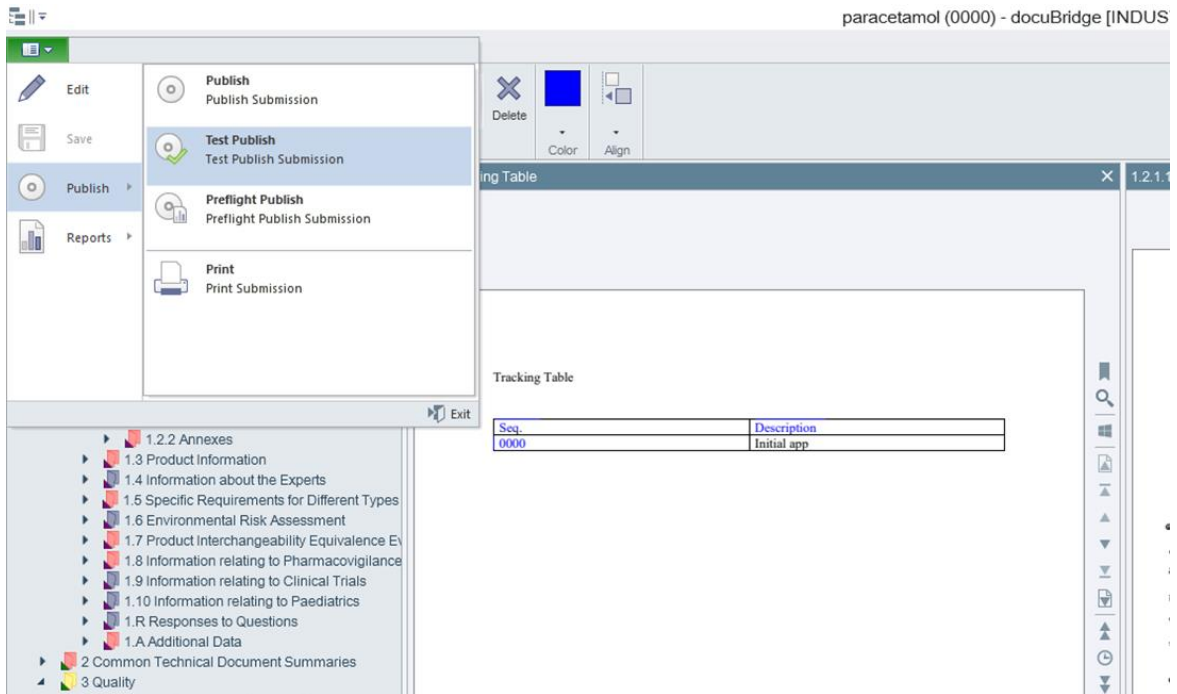 paracetamol (0000) - docuBridge [INDUS
Edit
Save
Publish
Reports
Publish
Publish Submission
Test Publish
Test Publish Submission
Preflight Publish
Preflight Publish Submission
Print
Print Submission
Exit
Delete
Color
Align
ing Table
1.2.1.1
Tracking Table
Seq. Description
0000 Initial app
1.2.2 Annexes
1.3 Product Information
1.4 Information about the Experts
1.5 Specific Requirements for Different Types
1.6 Environmental Risk Assessment
1.7 Product Interchangeability Equivalence Ev
1.8 Information relating to Pharmacovigilance
1.9 Information relating to Clinical Trials
1.10 Information relating to Paediatrics
1.R Responses to Questions
1.A Additional Data
2 Common Technical Document Summaries
3 Quality